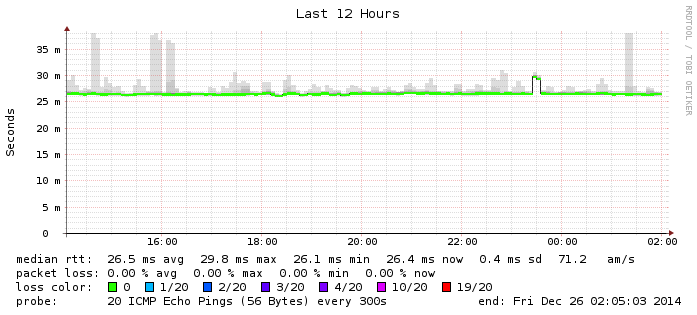 Last 12 Hours
RRDTOOL / TOBI OETIKER
Seconds
35 m
30 m
25 m
20 m
15 m
10 m
5 m
0
16:00 18:00 20:00 22:00 00:00 02:00
median rtt: 26.5 ms avg 29.8 ms max 26.1 ms min 26.4 ms now 0.4 ms sd 71.2 am/s
packet loss: 0.00 % avg 0.00 % max 0.00 % min 0.00 % now
loss color: 0 1/20 2/20 3/20 4/20 10/20 19/20
probe: 20 ICMP Echo Pings (56 Bytes) every 300s end: Fri Dec 26 02:05:03 2014